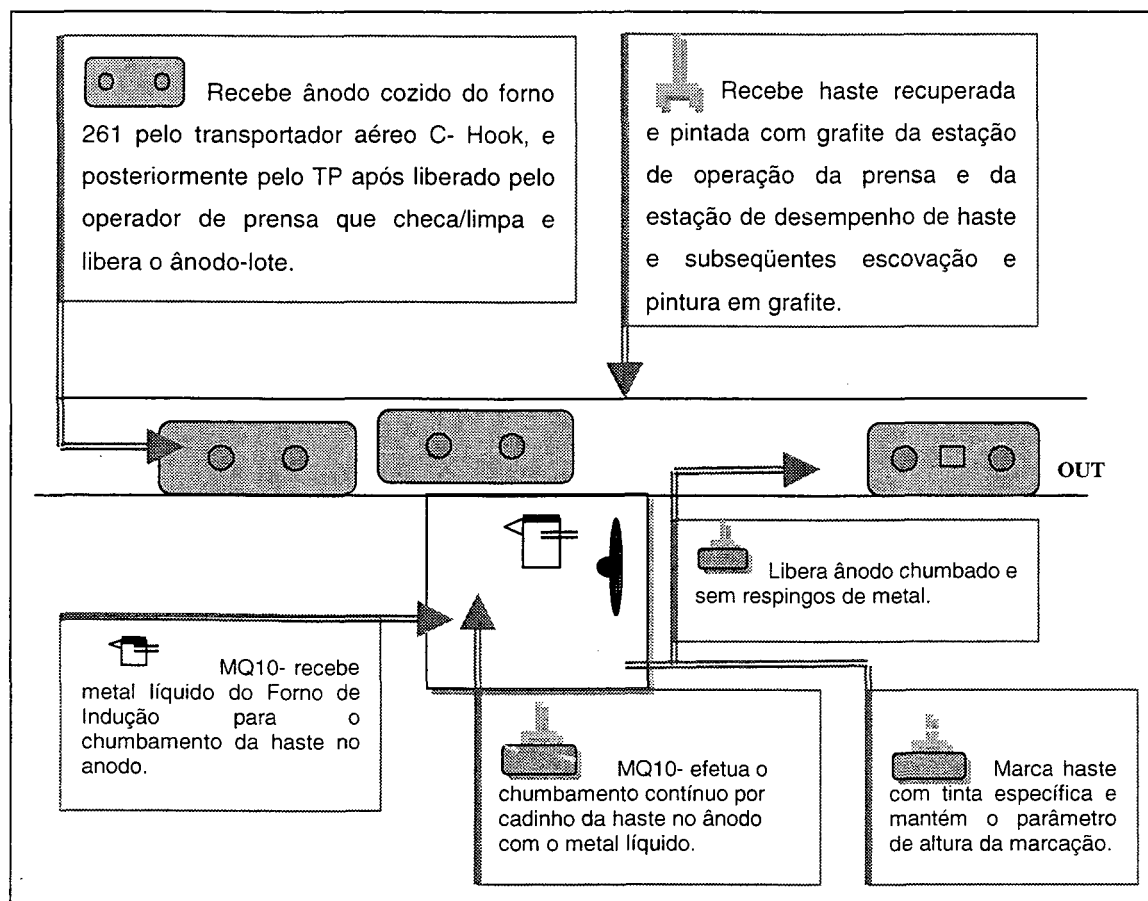 Recebe ânodo cozido do forno
261 pelo transportador aéreo C- Hook, e
posteriormente pelo TP após liberado pelo
operador de prensa que checa/limpa e
libera o ânodo-lote.
Recebe haste recuperada
e pintada com grafite da estação
de operação da prensa e da
estação de desempenho de haste
e subseqüentes escovação e
pintura em grafite.
OUT
Libera ânodo chumbado e
sem respingos de metal.
MQ10- recebe
metal líquido do Forno de
Indução para o
chumbamento da haste no
anodo.
MQ10- efetua o
chumbamento contínuo por
cadinho da haste no ânodo
com o metal líquido.
Marca haste
com tinta específica e
mantém o parâmetro
de altura da marcação.